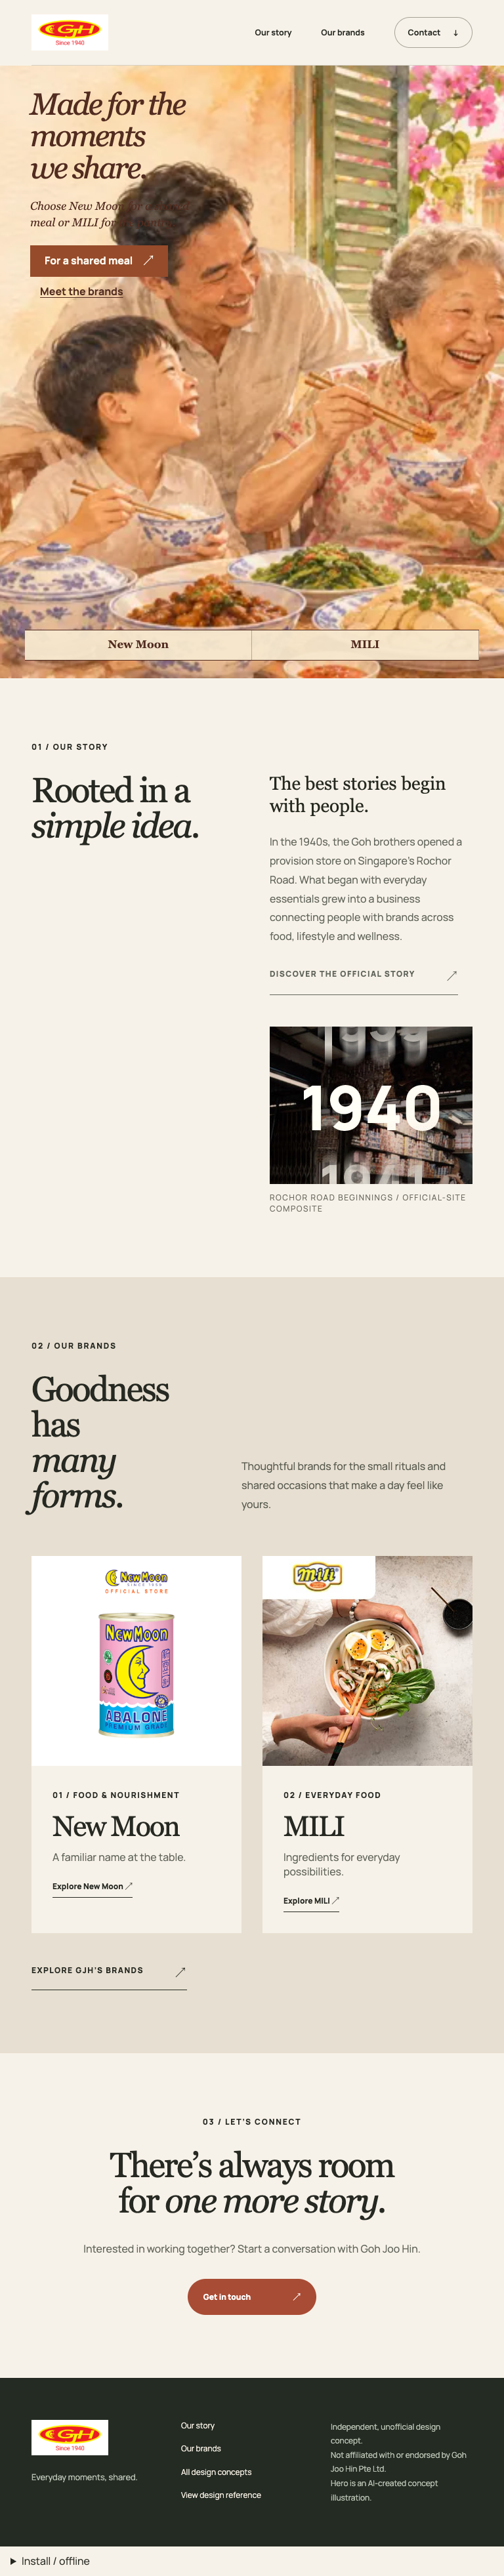 GJH
Since 1940
Our story
Our brands
Contact ↓
Made for the
moments
we share.
Choose New Moon
meal or MILI for
For a shared meal ↗
Meet the brands
New Moon
MILI
01 / OUR STORY
Rooted in a
simple idea.
The best stories begin
with people.
In the 1940s, the Goh brothers opened a
provision store on Singapore's Rochor
Road. What began with everyday
essentials grew into a business
connecting people with brands across
food, lifestyle and wellness.
DISCOVER THE OFFICIAL STORY ↗
1939
1940
1941
ROCHOR ROAD BEGINNINGS / OFFICIAL-SITE
COMPOSITE
02 / OUR BRANDS
Goodness
has
many
forms.
Thoughtful brands for the small rituals and
shared occasions that make a day feel like
yours.
New Moon
SINCE 1956
OFFICIAL STORE
New Moon
ABALONE
PREMIUM GRADE
mili
01 / FOOD & NOURISHMENT
New Moon
A familiar name at the table.
Explore New Moon ↗
02 / EVERYDAY FOOD
MILI
Ingredients for everyday
possibilities.
Explore MILI ↗
EXPLORE GJH'S BRANDS ↗
03 / LET'S CONNECT
There's always room
for one more story.
Interested in working together? Start a conversation with Goh Joo Hin.
Get in touch ↗
GJH
Since 1940
Everyday moments, shared.
Our story
Our brands
All design concepts
View design reference
Independent, unofficial design
concept.
Not affiliated with or endorsed by Goh
Joo Hin Pte Ltd.
Hero is an AI-created concept
illustration.
▶ Install / offline